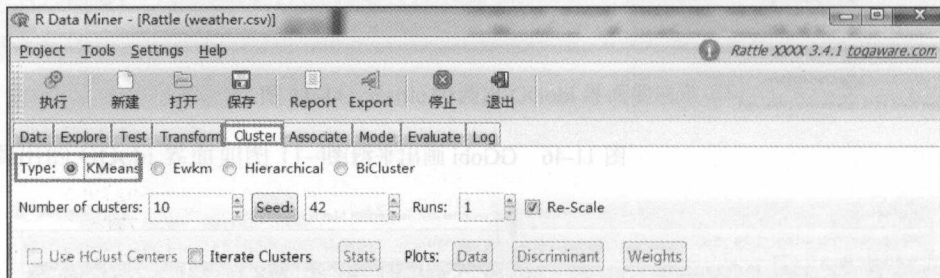 R Data Miner - [Rattle (weather.csv)]
Project Tools Settings Help Rattle XXXX 3.4.1 togaware.com
执行 新建 打开 保存 Report Export 停止 退出
Data Explore Test Transform Cluster Associate Mode Evaluate Log
Type: KMeans Ewkm Hierarchical BiCluster
Number of clusters: 10 Seed: 42 Runs: 1 Re-Scale
Use HClust Centers Iterate Clusters Stats Plots: Data Discriminant Weights